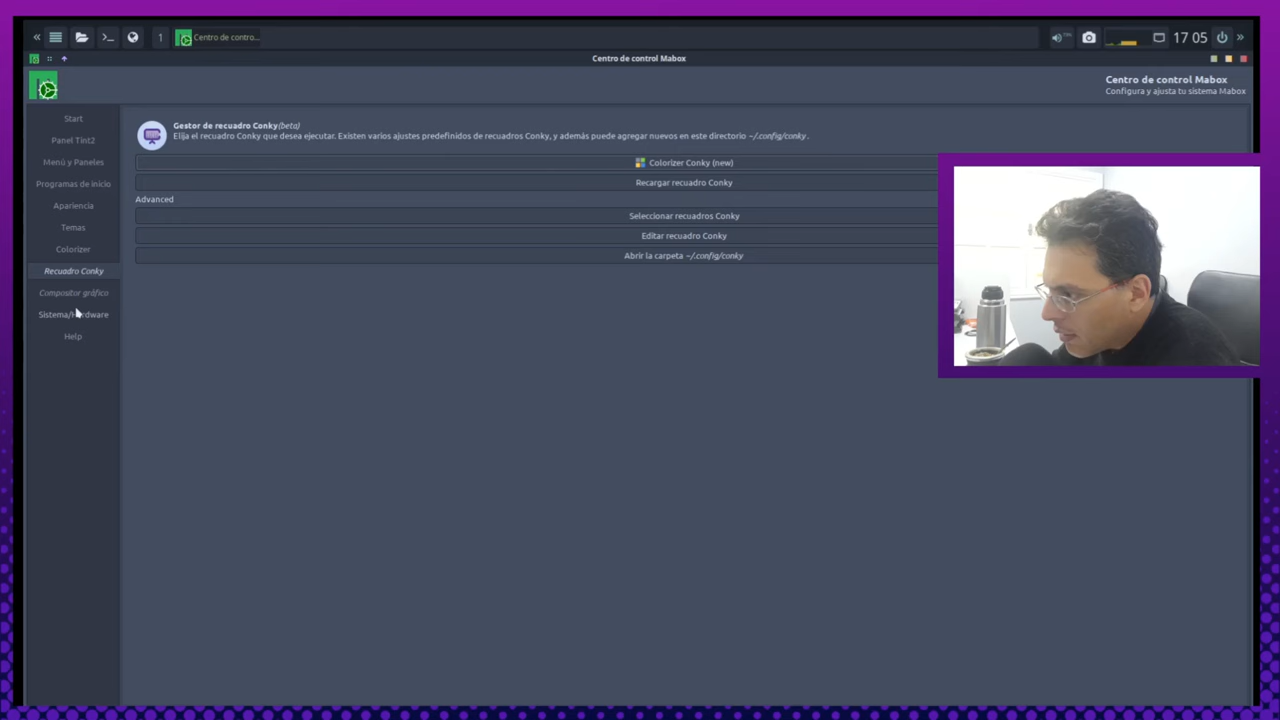 «
>_
1
Centro de contro...
17 05
»
Centro de control Mabox
Centro de control Mabox
Configura y ajusta tu sistema Mabox
Start
Panel Tint2
Menú y Paneles
Programas de inicio
Apariencia
Temas
Colorizer
Recuadro Conky
Compositor gráfico
Sistema/Hardware
Help
Gestor de recuadro Conky(beta)
Elija el recuadro Conky que desea ejecutar. Existen varios ajustes predefinidos de recuadros Conky, y además puede agregar nuevos en este directorio ~/.config/conky.
Colorizer Conky (new)
Recargar recuadro Conky
Advanced
Seleccionar recuadros Conky
Editar recuadro Conky
Abrir la carpeta ~/.config/conky